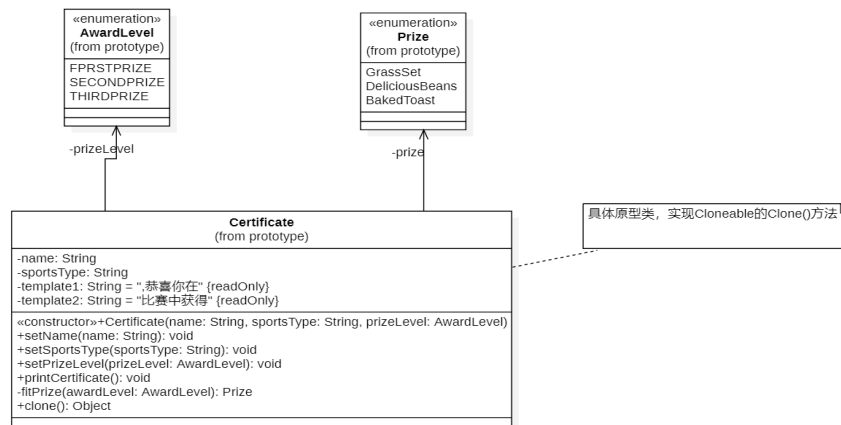 «enumeration»
AwardLevel
(from prototype)
FPRSTPRIZE
SECONDPRIZE
THIRDPRIZE
«enumeration»
Prize
(from prototype)
GrassSet
DeliciousBeans
BakedToast
-prizeLevel
-prize
Certificate
(from prototype)
-name: String
-sportsType: String
-template1: String = ",恭喜你在" {readOnly}
-template2: String = "比赛中获得" {readOnly}
«constructor»+Certificate(name: String, sportsType: String, prizeLevel: AwardLevel)
+setName(name: String): void
+setSportsType(sportsType: String): void
+setPrizeLevel(prizeLevel: AwardLevel): void
+printCertificate(): void
-fitPrize(awardLevel: AwardLevel): Prize
+clone(): Object
具体原型类，实现Cloneable的Clone()方法